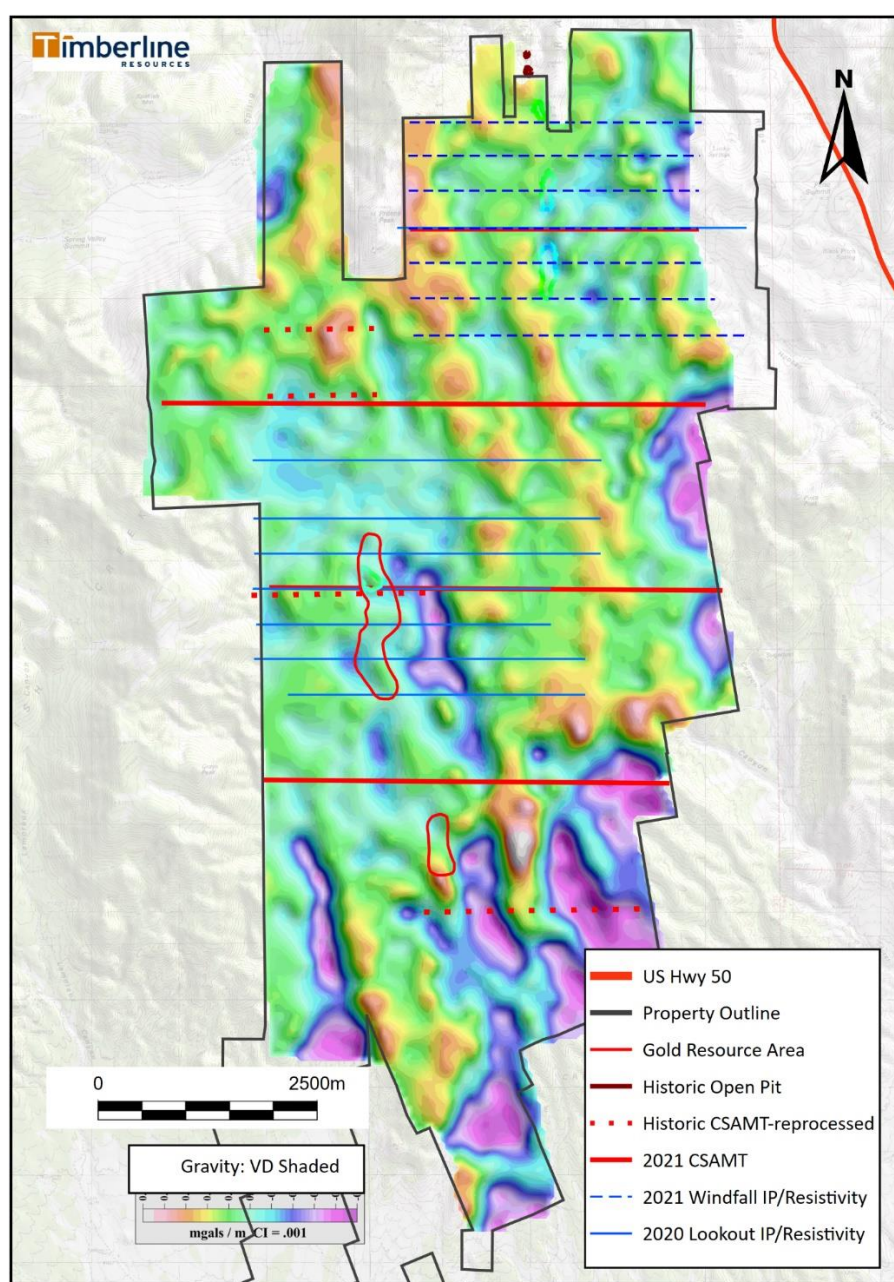 Timberline
RESOURCES
N
0 2500m
Gravity: VD Shaded
mgals / m CI = .001
US Hwy 50
Property Outline
Gold Resource Area
Historic Open Pit
Historic CSAMT-reprocessed
2021 CSAMT
2021 Windfall IP/Resistivity
2020 Lookout IP/Resistivity